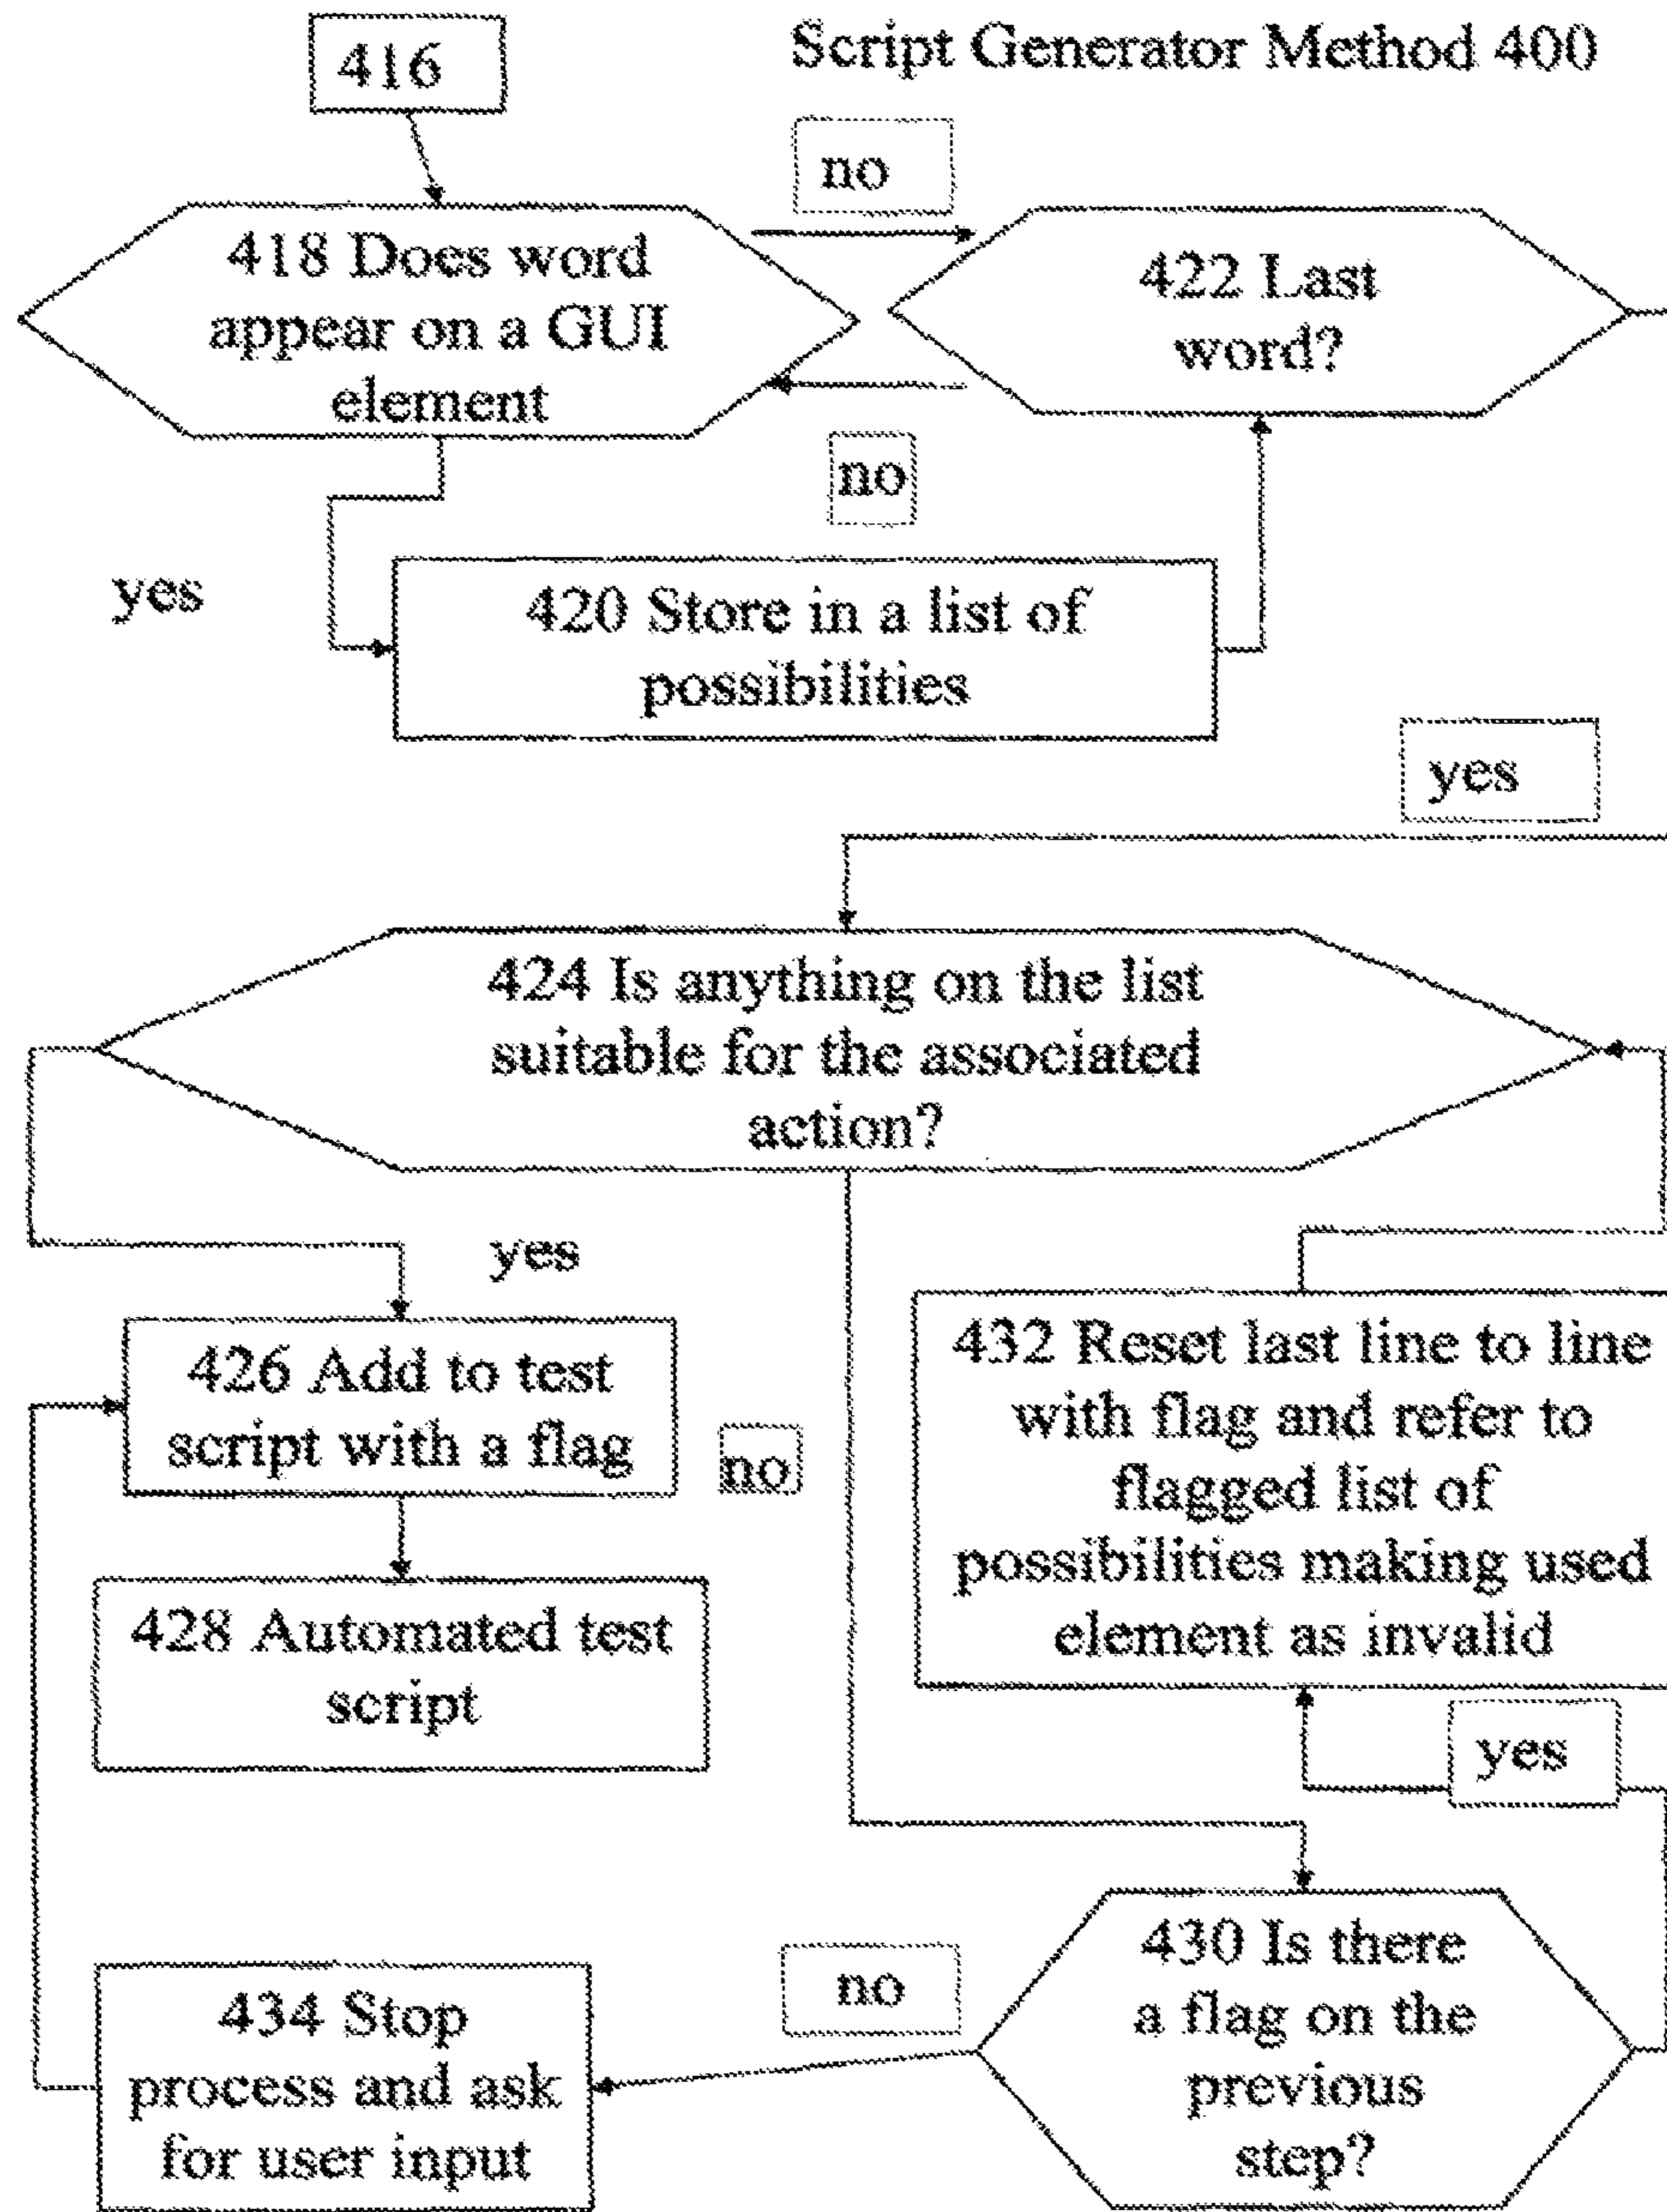 Script Generator Method 400
416
no
418 Does word
appear on a GUI
element
422 Last
word?
no
yes
420 Store in a list of
possibilities
yes
424 Is anything on the list
suitable for the associated
action?
yes
426 Add to test
script with a flag
no
432 Reset last line to line
with flag and refer to
flagged list of
possibilities making used
element as invalid
428 Automated test
script
yes
430 Is there
a flag on the
previous
step?
no
434 Stop
process and ask
for user input